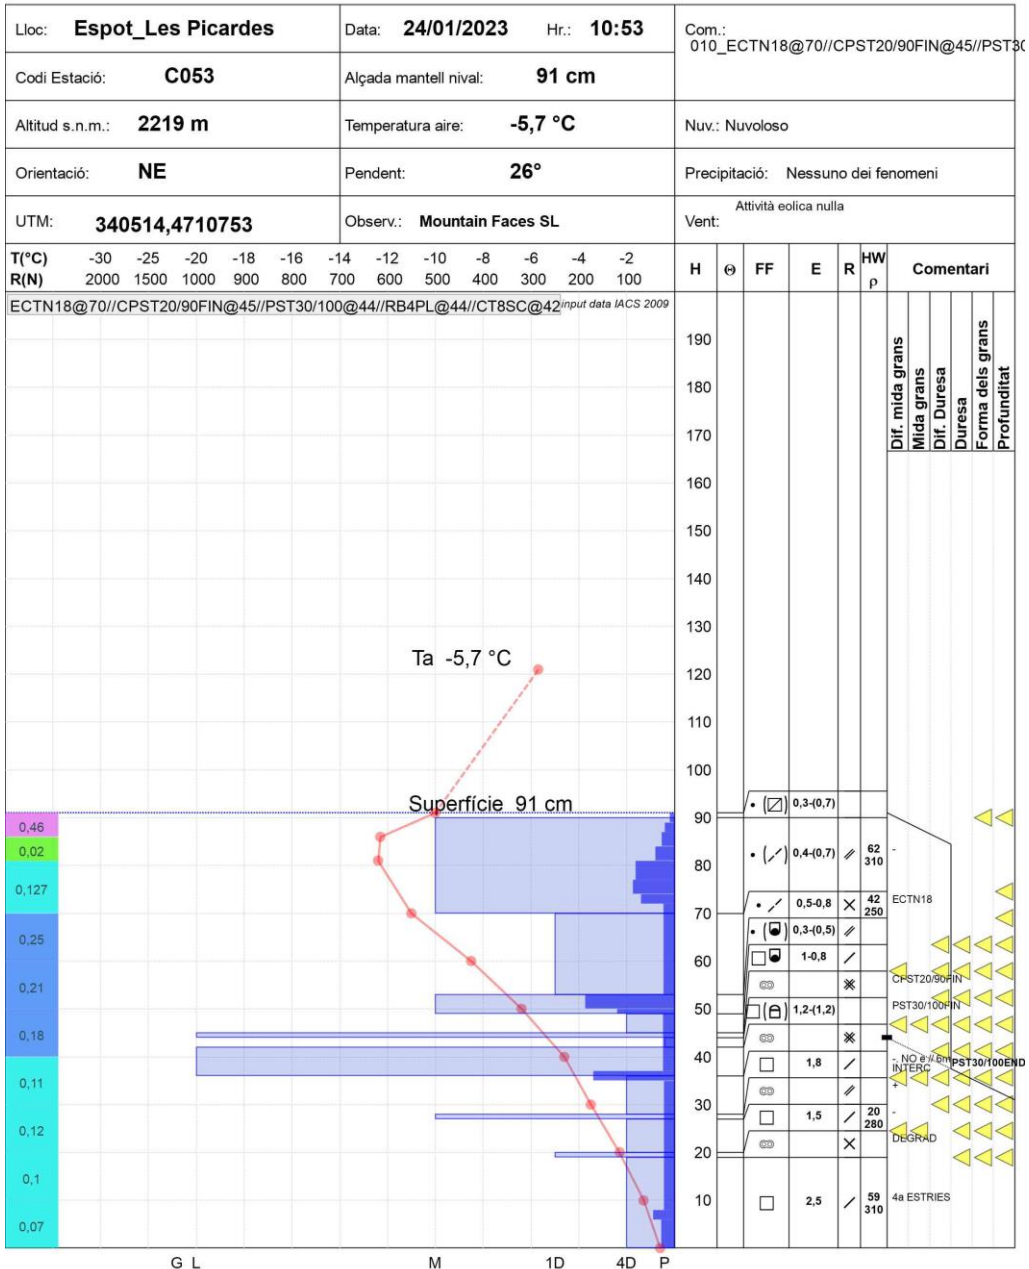 Lloc: Espot_Les Picardes Data: 24/01/2023 Hr.: 10:53 Com.:
010_ECTN18@70//CPST20/90FIN@45//PST30
Codi Estació: C053 Alçada mantell nival: 91 cm
Altitud s.n.m.: 2219 m Temperatura aire: -5,7 °C Nuv.: Nuvoloso
Orientació: NE Pendent: 26° Precipitació: Nessuno dei fenomeni
UTM: 340514,4710753 Observ.: Mountain Faces SL Vent: Attività eolica nulla
T(°C) -30 -25 -20 -18 -16 -14 -12 -10 -8 -6 -4 -2
R(N) 2000 1500 1000 900 800 700 600 500 400 300 200 100
H Θ FF E R HW ρ Comentari
ECTN18@70//CPST20/90FIN@45//PST30/100@44//RB4PL@44//CT8SC@42 input data IACS 2009
Dif. mida grans
Mida grans
Dif. Duresa
Duresa
Forma dels grans
Profunditat
190
180
170
160
150
140
130
Ta -5,7 °C
120
110
100
Superfície 91 cm
0,3-(0,7)
90
0,46
0,02
0,4-(0,7) 62 310 -
80
0,127
0,5-0,8 42 250 ECTN18
70
0,3-(0,5)
0,25
60
1-0,8
0,21
CPST20/90FIN
50
1,2-(1,2) PST30/100FIN
0,18
40
1,8 -, NO e // 6m PST30/100END
INTERC
0,11
+
30
1,5 20 280 -
0,12
DEGRAD
20
0,1
10
2,5 59 310 4a ESTRIES
0,07
G L M 1D 4D P